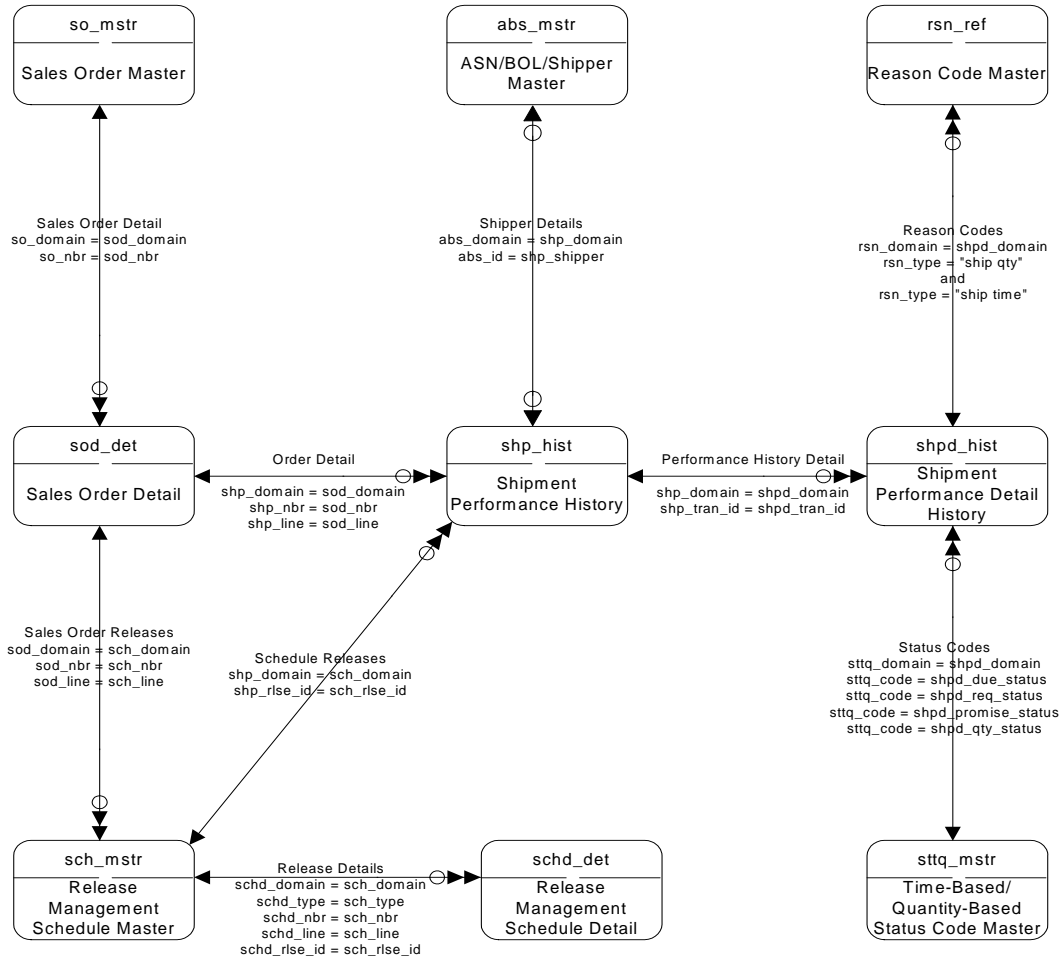 so_mstr
Sales Order Master
abs_mstr
ASN/BOL/Shipper
Master
rsn_ref
Reason Code Master
Sales Order Detail
so_domain = sod_domain
so_nbr = sod_nbr
Shipper Details
abs_domain = shp_domain
abs_id = shp_shipper
Reason Codes
rsn_domain = shpd_domain
rsn_type = "ship qty"
and
rsn_type = "ship time"
sod_det
Sales Order Detail
Order Detail
shp_domain = sod_domain
shp_nbr = sod_nbr
shp_line = sod_line
shp_hist
Shipment
Performance History
Performance History Detail
shp_domain = shpd_domain
shp_tran_id = shpd_tran_id
shpd_hist
Shipment
Performance Detail
History
Sales Order Releases
sod_domain = sch_domain
sod_nbr = sch_nbr
sod_line = sch_line
Schedule Releases
shp_domain = sch_domain
shp_rlse_id = sch_rlse_id
Status Codes
sttq_domain = shpd_domain
sttq_code = shpd_due_status
sttq_code = shpd_req_status
sttq_code = shpd_promise_status
sttq_code = shpd_qty_status
sch_mstr
Release
Management
Schedule Master
Release Details
schd_domain = sch_domain
schd_type = sch_type
schd_nbr = sch_nbr
schd_line = sch_line
schd_rlse_id = sch_rlse_id
schd_det
Release
Management
Schedule Detail
sttq_mstr
Time-Based/
Quantity-Based
Status Code Master